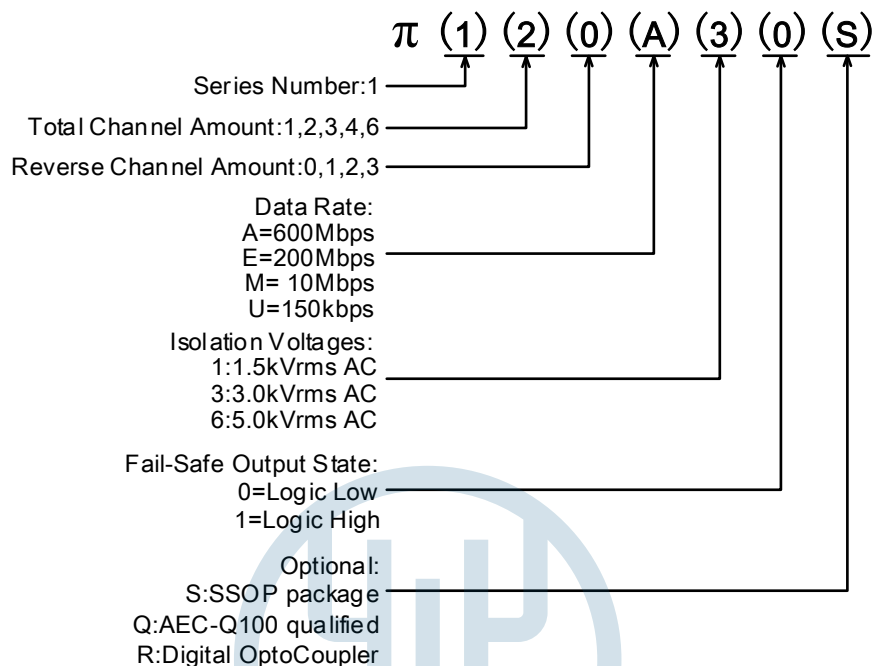 π (1) (2) (0) (A) (3) (0) (S)
Series Number:1
Total Channel Amount:1,2,3,4,6
Reverse Channel Amount:0,1,2,3
Data Rate:
A=600Mbps
E=200Mbps
M= 10Mbps
U=150kbps
Isolation Voltages:
1:1.5kVrms AC
3:3.0kVrms AC
6:5.0kVrms AC
Fail-Safe Output State:
0=Logic Low
1=Logic High
Optional:
S:SSOP package
Q:AEC-Q100 qualified
R:Digital OptoCoupler